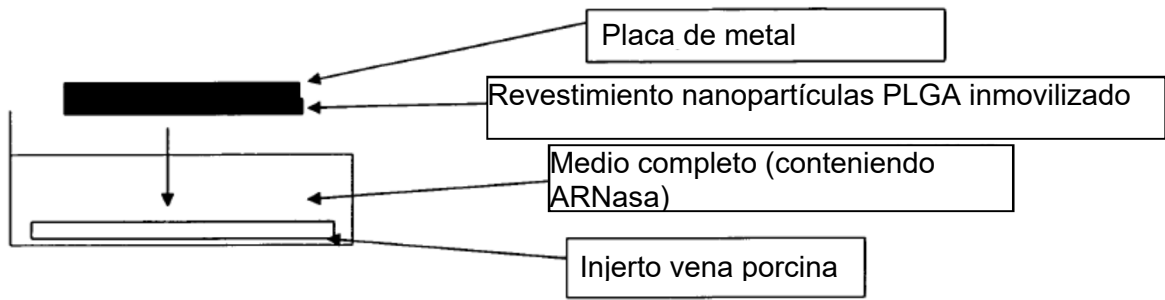 Placa de metal
Revestimiento nanopartículas PLGA inmovilizado
Medio completo (conteniendo
ARNasa)
Injerto vena porcina